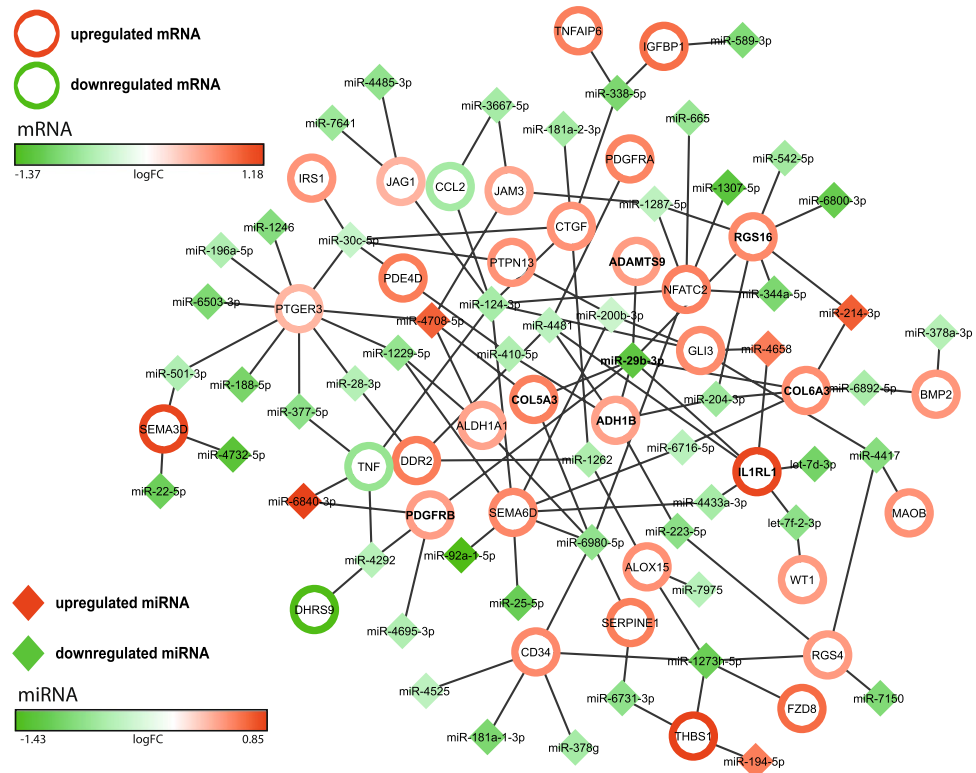 TNFAIP6
upregulated mRNA
IGFBP1
miR-589-3p
downregulated mRNA
miR-4485-3p
miR-338-5p
miR-3667-5p
mRNA
miR-7641
miR-181a-2-3p
miR-665
-1.37
logFC
1.18
PDGFRA
miR-542-5p
IRS1
JAG1
CCL2
JAM3
miR-1307-5p
miR-1287-5p
miR-6800-3p
miR-1246
CTGF
miR-30c-5p
RGS16
miR-196a-5p
PTPN13
ADAMTS9
PDE4D
NFATC2
miR-344a-5p
miR-6503-3p
PTGER3
miR-124-3p
miR-200b-3p
miR-214-3p
miR-4708-5p
miR-4481
miR-378a-3p
miR-1229-5p
miR-410-5p
GLI3
miR-4658
miR-29b-3p
miR-501-3p
miR-188-5p
miR-28-3p
COL6A3
miR-6892-5p
BMP2
COL5A3
miR-204-3p
miR-377-5p
ALDH1A1
ADH1B
SEMA3D
miR-4732-5p
miR-6716-5p
miR-4417
TNF
DDR2
miR-1262
IL1RL1
let-7d-3p
miR-22-5p
miR-6840-3p
miR-4433a-3p
PDGFRB
SEMA6D
MAOB
let-7f-2-3p
miR-223-5p
miR-6980-5p
miR-4292
miR-92a-1-5p
ALOX15
WT1
miR-7975
upregulated miRNA
DHRS9
miR-25-5p
miR-4695-3p
SERPINE1
downregulated miRNA
CD34
miR-1273h-5p
RGS4
miRNA
miR-4525
miR-6731-3p
miR-7150
FZD8
-1.43
logFC
0.85
miR-181a-1-3p
miR-378g
THBS1
miR-194-5p